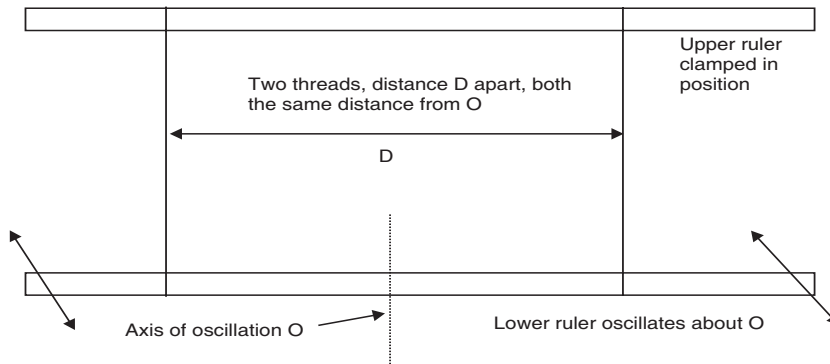 Upper ruler
clamped in
position
Two threads, distance D apart, both
the same distance from O
D
Axis of oscillation O
Lower ruler oscillates about O